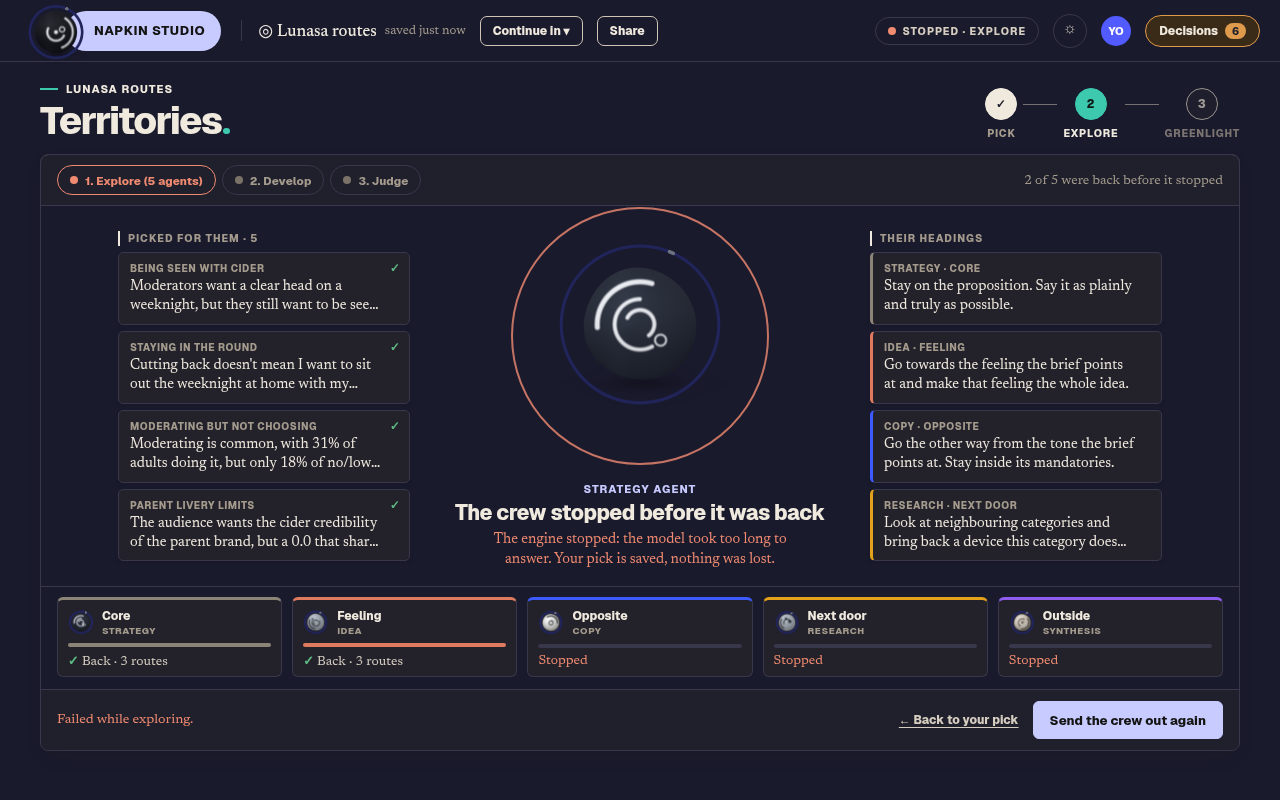 NAPKIN STUDIO
◎ Lunasa routes saved just now
Continue in ▾
Share
STOPPED · EXPLORE
YO
Decisions 6
LUNASA ROUTES
Territories.
✓
2
3
PICK
EXPLORE
GREENLIGHT
1. Explore (5 agents)
2. Develop
3. Judge
2 of 5 were back before it stopped
PICKED FOR THEM · 5
BEING SEEN WITH CIDER ✓
Moderators want a clear head on a
weeknight, but they still want to be see...
STAYING IN THE ROUND ✓
Cutting back doesn't mean I want to sit
out the weeknight at home with my...
MODERATING BUT NOT CHOOSING ✓
Moderating is common, with 31% of
adults doing it, but only 18% of no/low...
PARENT LIVERY LIMITS ✓
The audience wants the cider credibility
of the parent brand, but a 0.0 that shar...
STRATEGY AGENT
The crew stopped before it was back
The engine stopped: the model took too long to
answer. Your pick is saved, nothing was lost.
THEIR HEADINGS
STRATEGY · CORE
Stay on the proposition. Say it as plainly
and truly as possible.
IDEA · FEELING
Go towards the feeling the brief points
at and make that feeling the whole idea.
COPY · OPPOSITE
Go the other way from the tone the brief
points at. Stay inside its mandatories.
RESEARCH · NEXT DOOR
Look at neighbouring categories and
bring back a device this category does...
Core
STRATEGY
✓ Back · 3 routes
Feeling
IDEA
✓ Back · 3 routes
Opposite
COPY
Stopped
Next door
RESEARCH
Stopped
Outside
SYNTHESIS
Stopped
Failed while exploring.
← Back to your pick
Send the crew out again